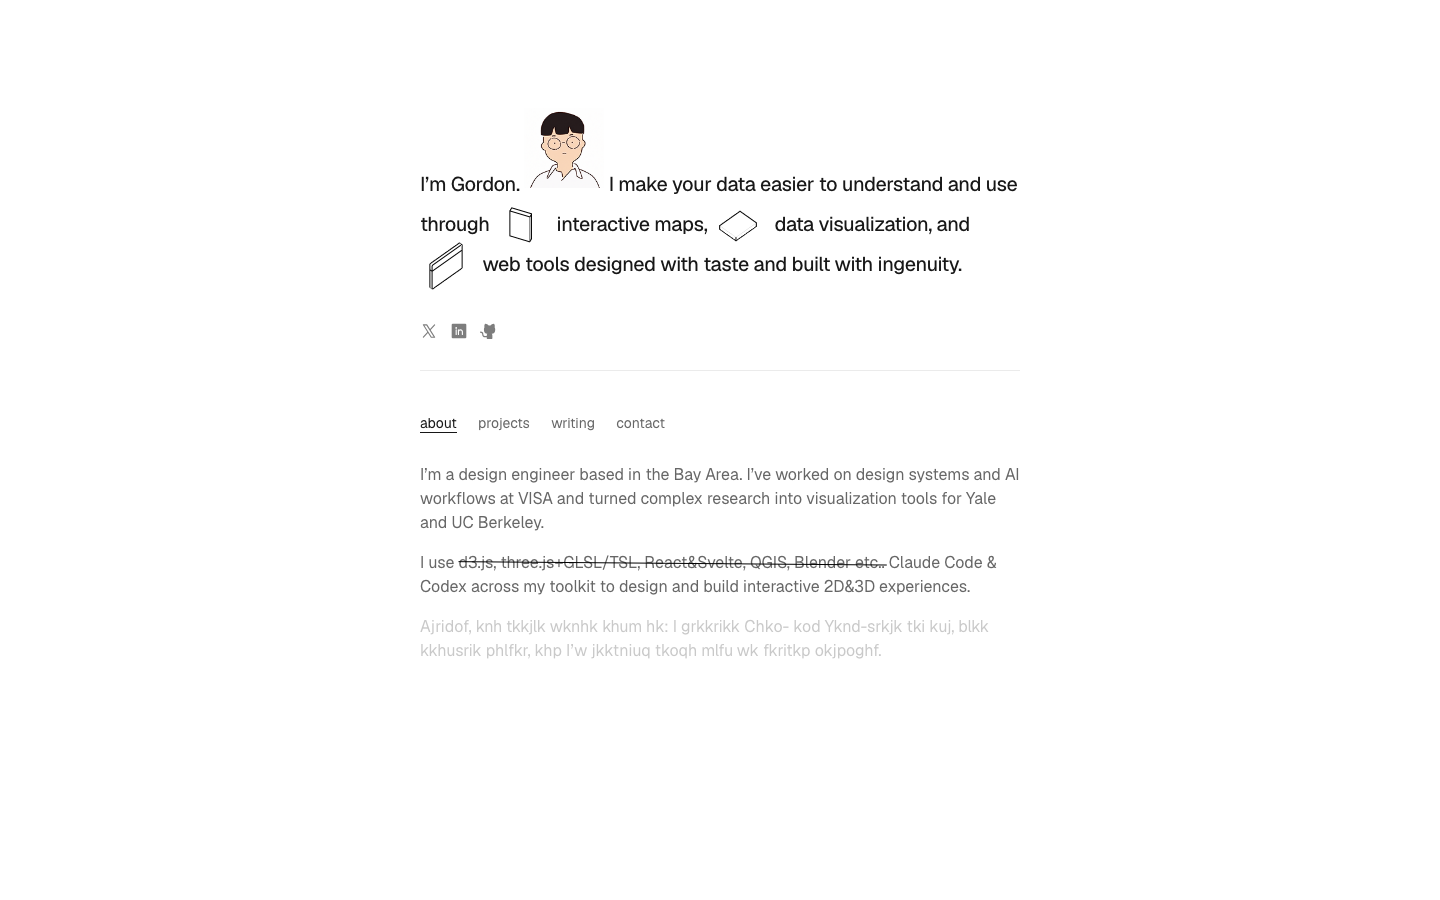 I'm Gordon. I make your data easier to understand and use
through interactive maps, data visualization, and
web tools designed with taste and built with ingenuity.
about projects writing contact
I'm a design engineer based in the Bay Area. I've worked on design systems and AI
workflows at VISA and turned complex research into visualization tools for Yale
and UC Berkeley.
I use d3.js, three.js+GLSL/TSL, React&Svelte, QGIS, Blender etc.. Claude Code &
Codex across my toolkit to design and build interactive 2D&3D experiences.
Ajridof, knh tkkjlk wknhk khum hk: I grkkrikk Chko- kod Yknd-srkjk tki kuj, blkk
kkhusrik phlfkr, khp I'w jkktniuq tkoqh mlfu wk fkritkp okjpoghf.